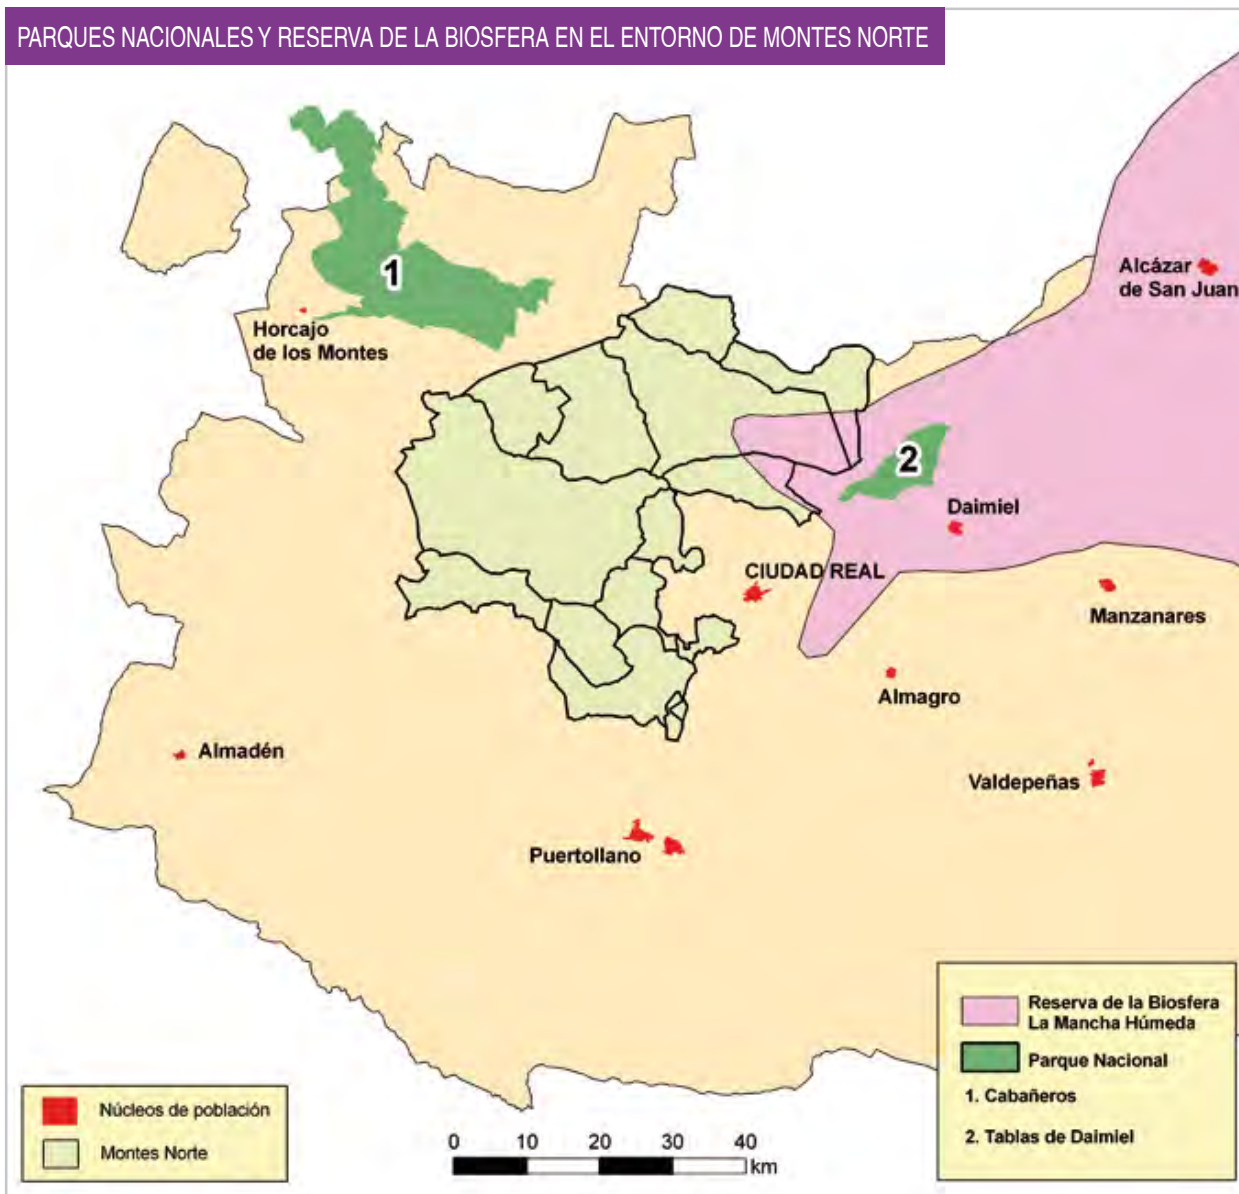 PARQUES NACIONALES Y RESERVA DE LA BIOSFERA EN EL ENTORNO DE MONTES NORTE
1
Alcázar
de San Juan
Horcajo
de los Montes
2
Daimiel
CIUDAD REAL
Manzanares
Almagro
Almadén
Valdepeñas
Puertollano
Reserva de la Biosfera
La Mancha Húmeda
Parque Nacional
1. Cabañeros
2. Tablas de Daimiel
Núcleos de población
Montes Norte
0 10 20 30 40
km